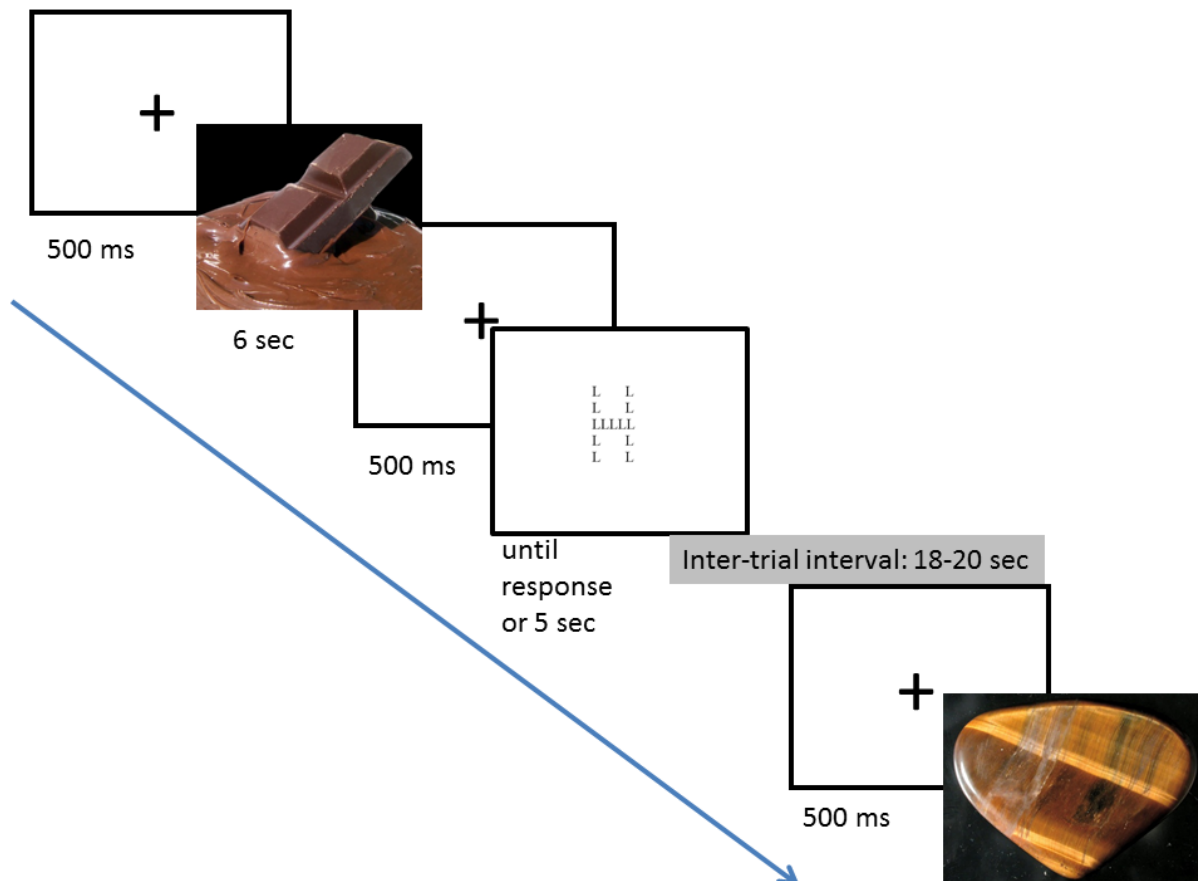 500 ms
6 sec
500 ms
L L
L L
LLLLL
L L
L L
until
response
or 5 sec
Inter-trial interval: 18-20 sec
500 ms